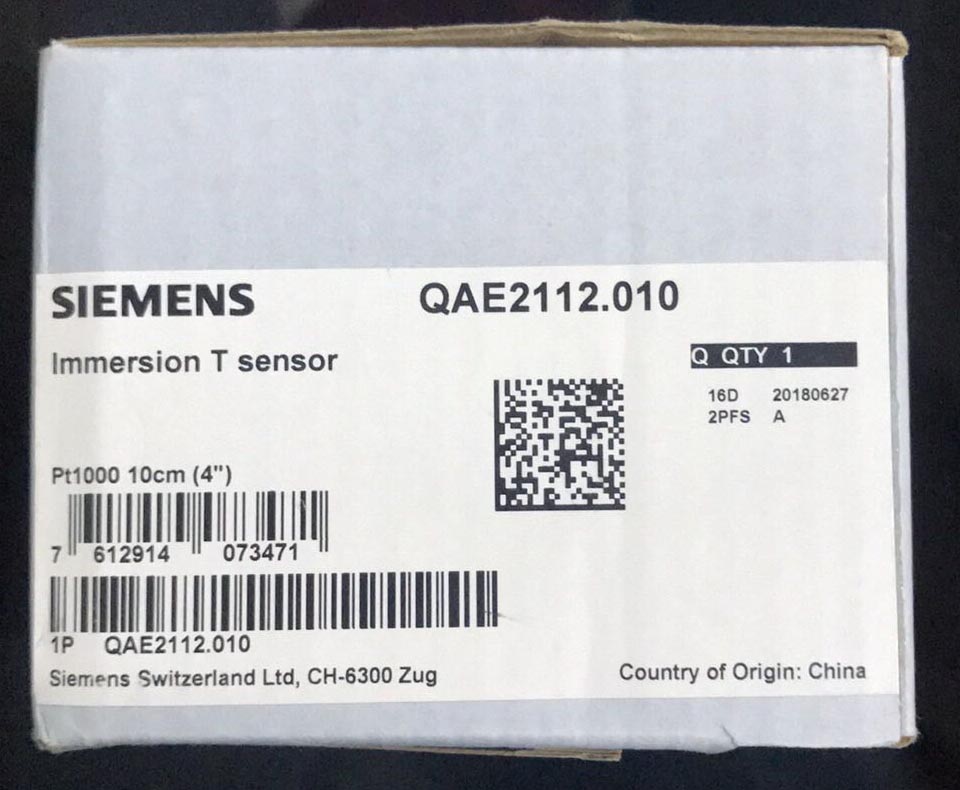 SIEMENS QAE2112.010
Immersion T sensor
Q QTY 1
16D 20180627
2PFS A
Pt1000 10cm (4")
7 612914 073471
1P QAE2112.010
Siemens Switzerland Ltd, CH-6300 Zug
Country of Origin: China